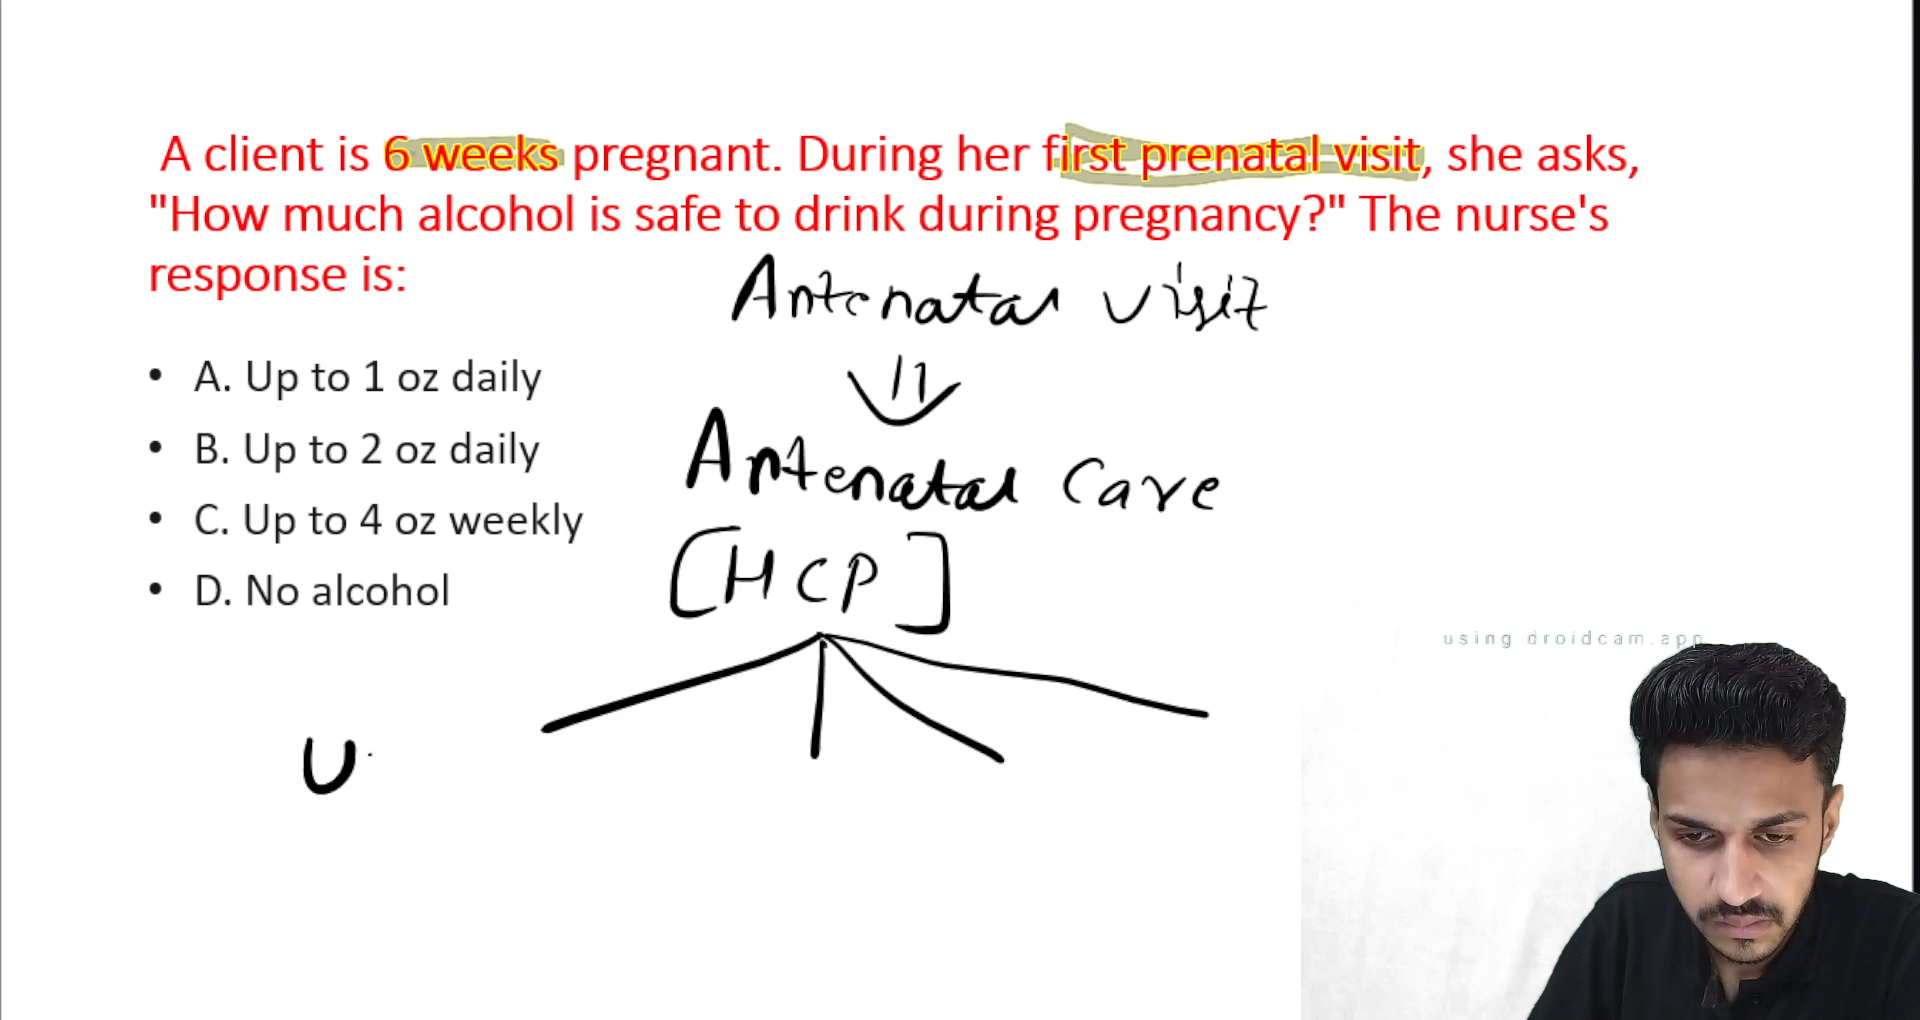 A client is 6 weeks pregnant. During her first prenatal visit, she asks,
"How much alcohol is safe to drink during pregnancy?" The nurse's
response is:
Antenatal visit
• A. Up to 1 oz daily
• B. Up to 2 oz daily
Antenatal Care
• C. Up to 4 oz weekly
[HCP]
• D. No alcohol
using droidcam.app
U